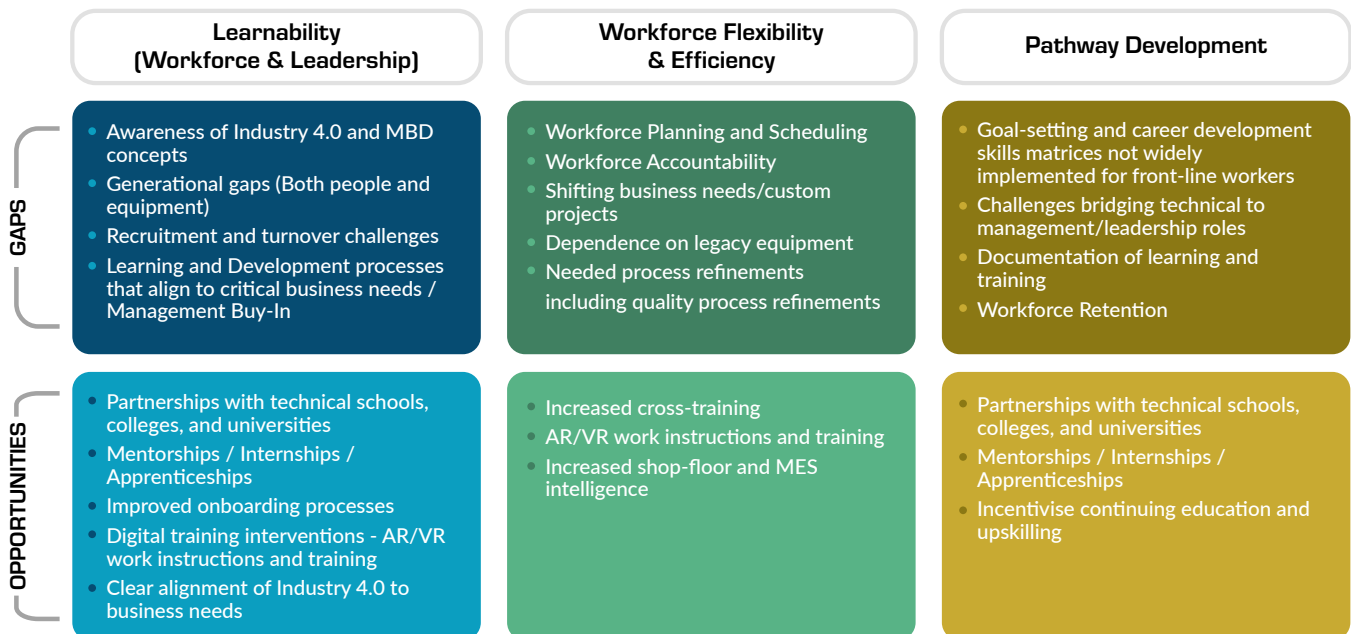 Learnability
(Workforce & Leadership)
Workforce Flexibility
& Efficiency
Pathway Development
GAPS
• Awareness of Industry 4.0 and MBD
concepts
• Generational gaps (Both people and
equipment)
• Recruitment and turnover challenges
• Learning and Development processes
that align to critical business needs /
Management Buy-In
• Workforce Planning and Scheduling
• Workforce Accountability
• Shifting business needs/custom
projects
• Dependence on legacy equipment
• Needed process refinements
including quality process refinements
• Goal-setting and career development
skills matrices not widely
implemented for front-line workers
• Challenges bridging technical to
management/leadership roles
• Documentation of learning and
training
• Workforce Retention
OPPORTUNITIES
• Partnerships with technical schools,
colleges, and universities
• Mentorships / Internships /
Apprenticeships
• Improved onboarding processes
• Digital training interventions - AR/VR
work instructions and training
• Clear alignment of Industry 4.0 to
business needs
• Increased cross-training
• AR/VR work instructions and training
• Increased shop-floor and MES
intelligence
• Partnerships with technical schools,
colleges, and universities
• Mentorships / Internships /
Apprenticeships
• Incentivise continuing education and
upskilling